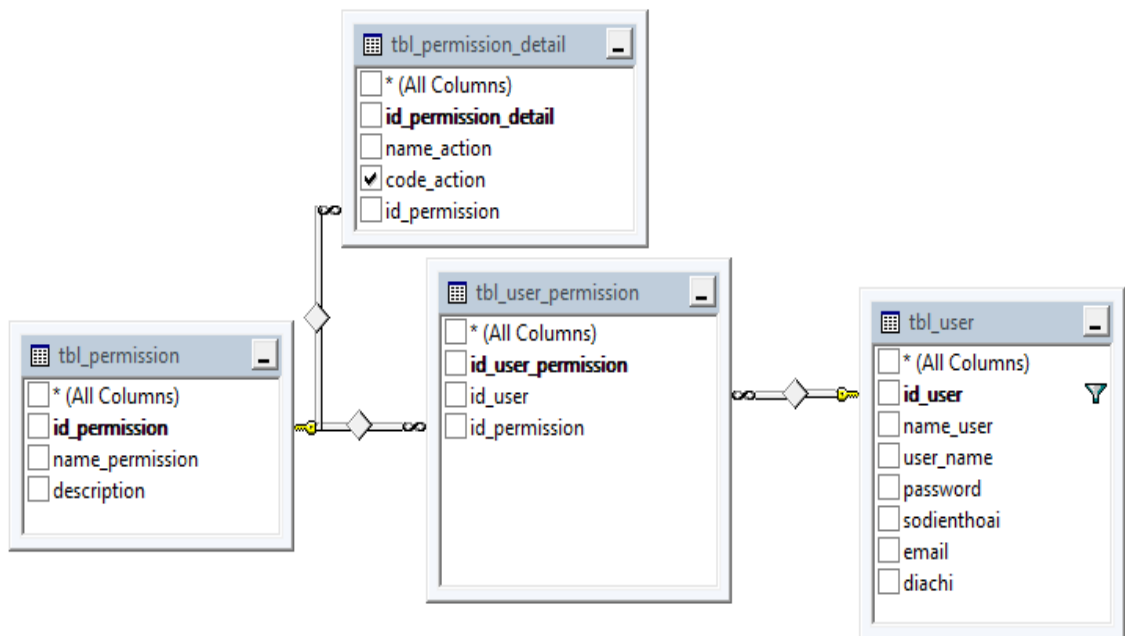 tbl_permission_detail
* (All Columns)
id_permission_detail
name_action
code_action
id_permission
tbl_permission
* (All Columns)
id_permission
name_permission
description
tbl_user_permission
* (All Columns)
id_user_permission
id_user
id_permission
tbl_user
* (All Columns)
id_user
name_user
user_name
password
sodienthoai
email
diachi